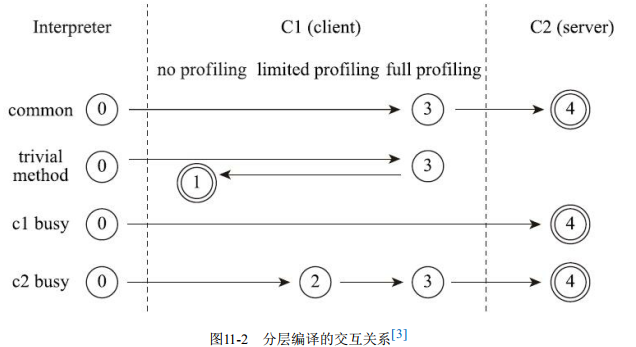 Interpreter C1 (client) C2 (server)
no profiling limited profiling full profiling
common 0 3 4
trivial
method 0 1 3
c1 busy 0 4
c2 busy 0 2 3 4
图11-2 分层编译的交互关系[3]